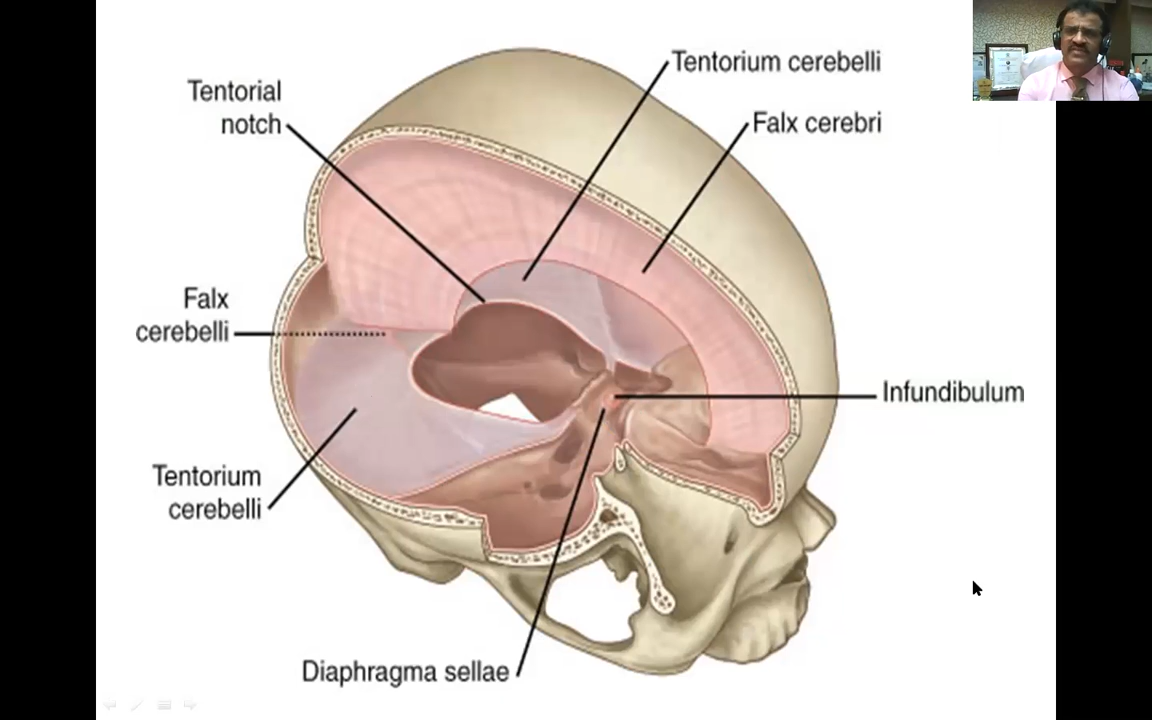 Tentorium cerebelli
Tentorial
notch
Falx cerebri
Falx
cerebelli
Infundibulum
Tentorium
cerebelli
Diaphragma sellae